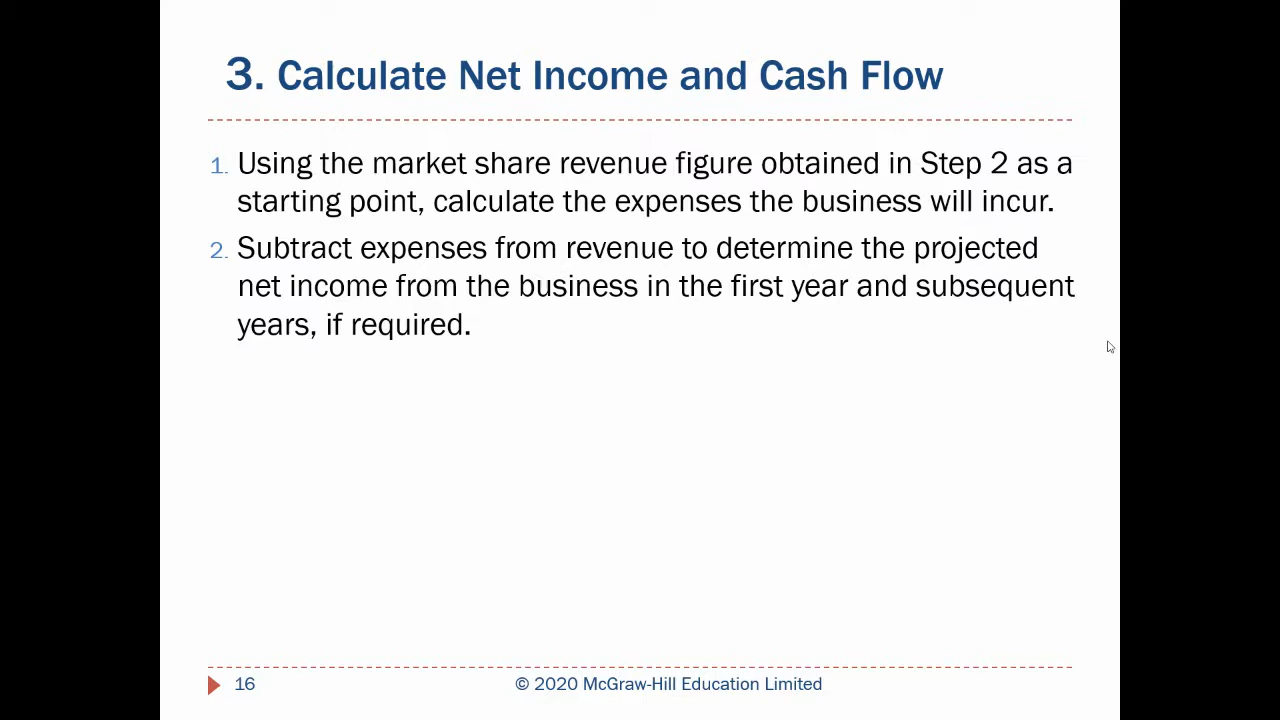 3. Calculate Net Income and Cash Flow
1. Using the market share revenue figure obtained in Step 2 as a
starting point, calculate the expenses the business will incur.
2. Subtract expenses from revenue to determine the projected
net income from the business in the first year and subsequent
years, if required.
16
© 2020 McGraw-Hill Education Limited